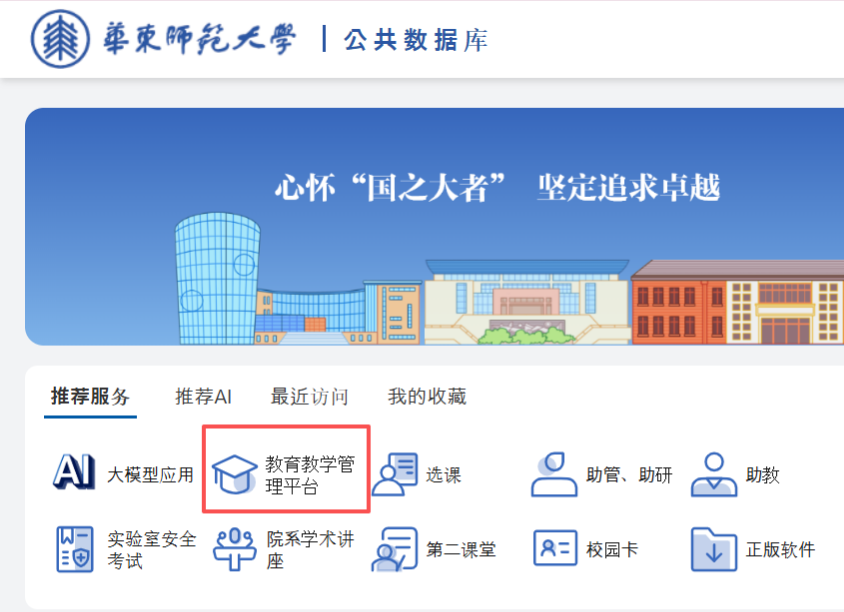 華東師範大學 | 公共数据库
心怀“国之大者” 坚定追求卓越
推荐服务 推荐AI 最近访问 我的收藏
AI 大模型应用
教育教学管
理平台
选课
助管、助研
助教
实验室安全
考试
院系学术讲
座
第二课堂
校园卡
正版软件